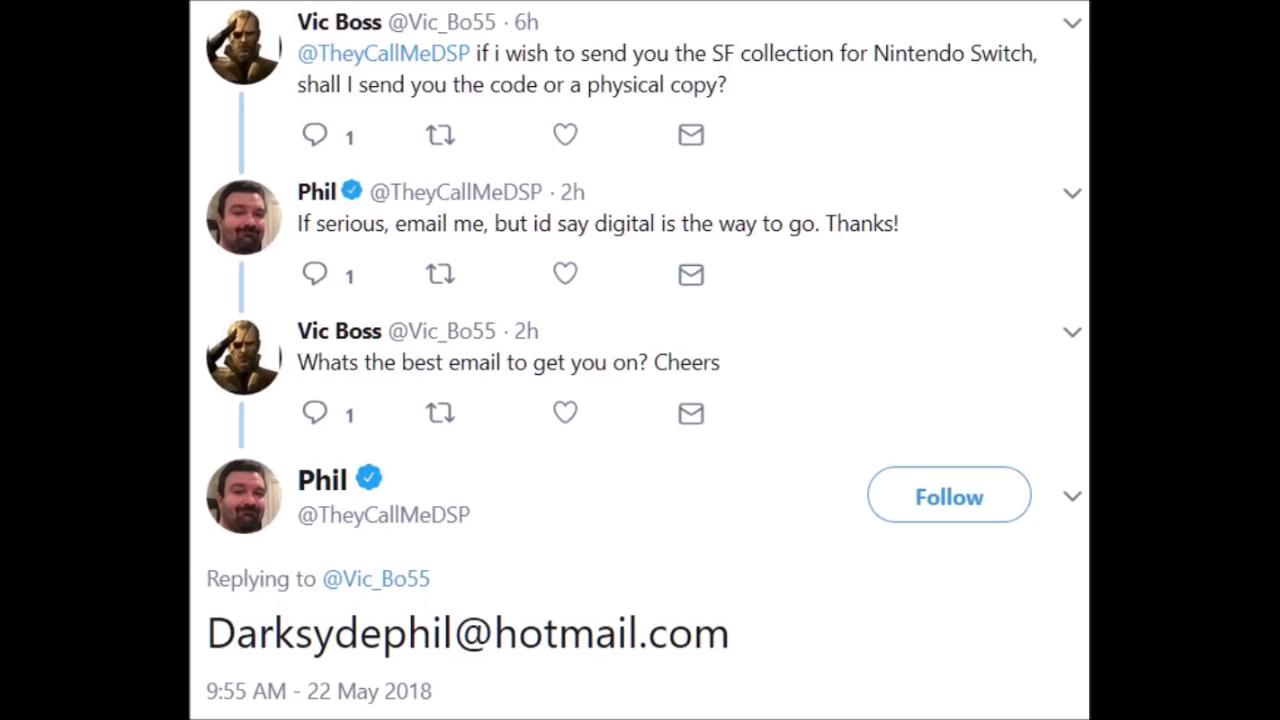 Vic Boss @Vic_Bo55 · 6h
@TheyCallMeDSP if i wish to send you the SF collection for Nintendo Switch,
shall I send you the code or a physical copy?
1
Phil @TheyCallMeDSP · 2h
If serious, email me, but id say digital is the way to go. Thanks!
1
Vic Boss @Vic_Bo55 · 2h
Whats the best email to get you on? Cheers
1
Phil
Follow
@TheyCallMeDSP
Replying to @Vic_Bo55
Darksydephil@hotmail.com
9:55 AM - 22 May 2018